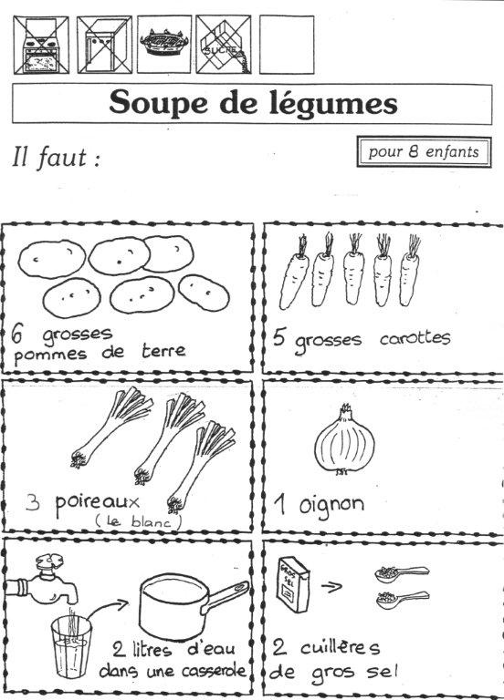 SUCRE
Soupe de légumes
Il faut :
pour 8 enfants
6 grosses
pommes de terre
5 grosses carottes
3 poireaux
(le blanc)
1 oignon
2 litres d'eau
dans une casserole
GROS
SEL
2 cuillères
de gros sel